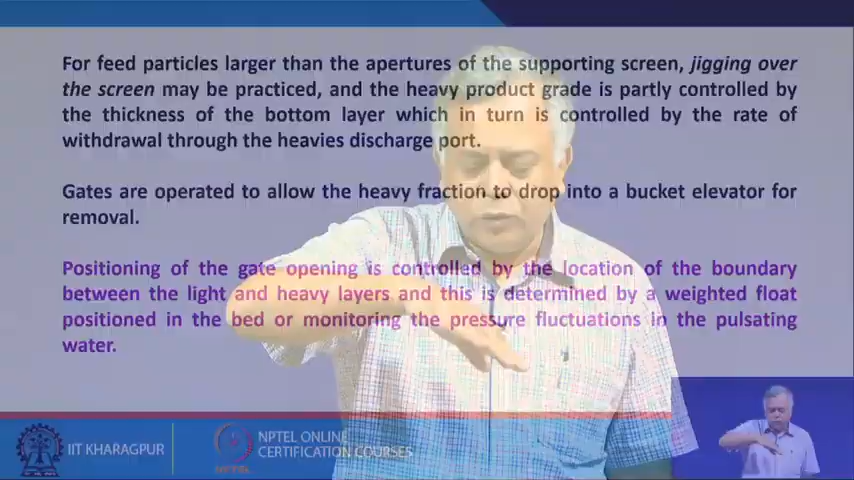 For feed particles larger than the apertures of the supporting screen, jigging over
the screen may be practiced, and the heavy product grade is partly controlled by
the thickness of the bottom layer which in turn is controlled by the rate of
withdrawal through the heavies discharge port.
Gates are operated to allow the heavy fraction to drop into a bucket elevator for
removal.
Positioning of the gate opening is controlled by the location of the boundary
between the light and heavy layers and this is determined by a weighted float
positioned in the bed or monitoring the pressure fluctuations in the pulsating
water.
IIT KHARAGPUR
NPTEL
NPTEL ONLINE
CERTIFICATION COURSES